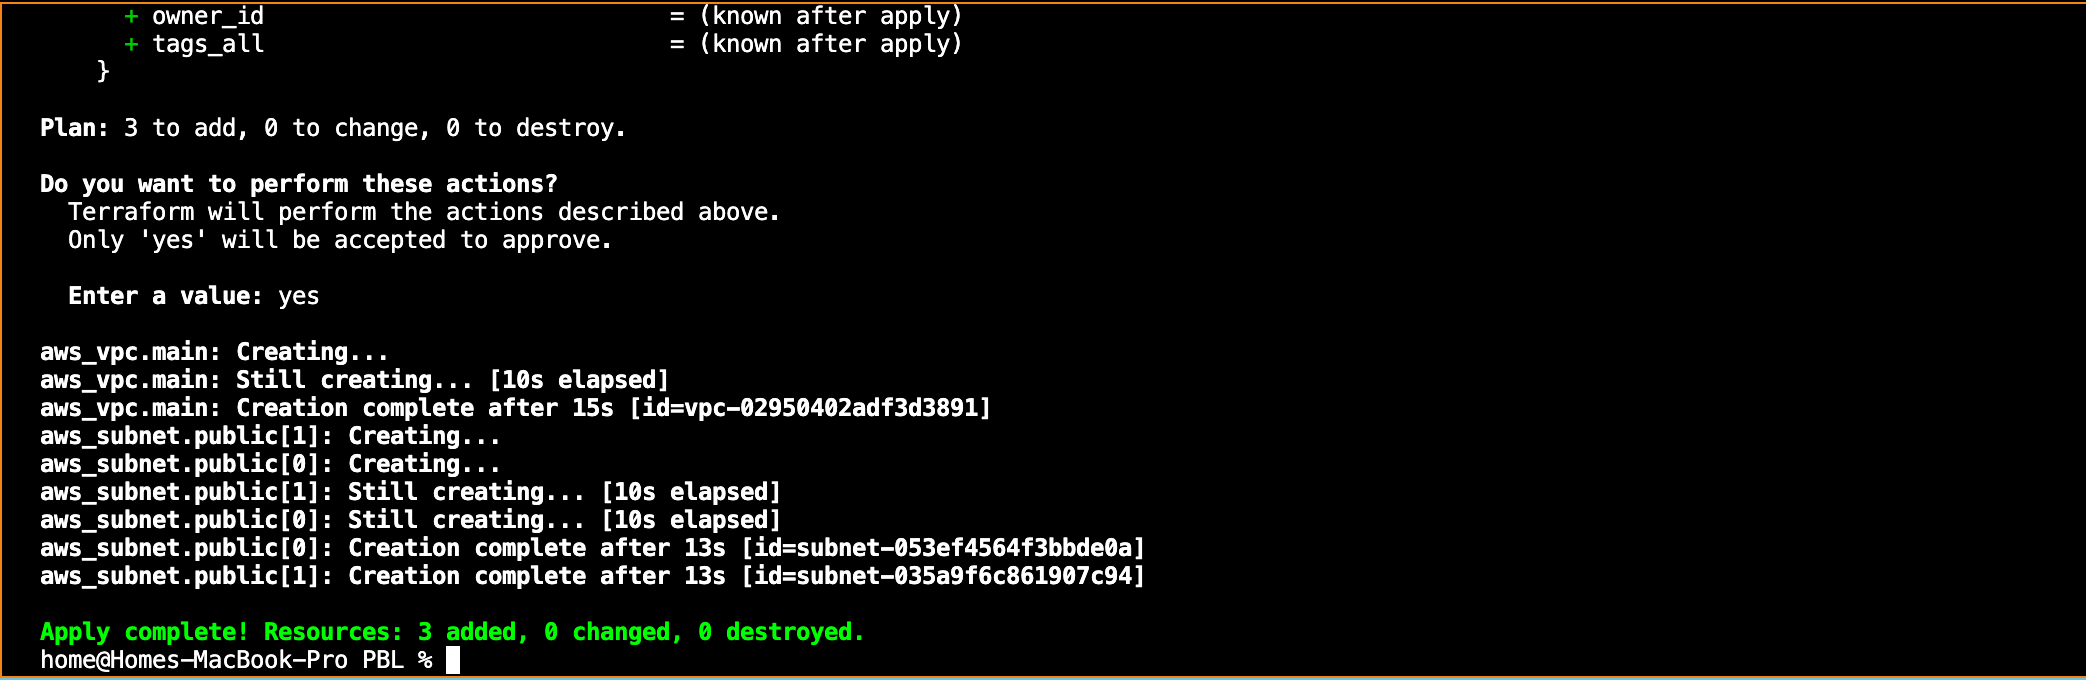 + owner_id = (known after apply)
+ tags_all = (known after apply)
}
Plan: 3 to add, 0 to change, 0 to destroy.
Do you want to perform these actions?
Terraform will perform the actions described above.
Only 'yes' will be accepted to approve.
Enter a value: yes
aws_vpc.main: Creating...
aws_vpc.main: Still creating... [10s elapsed]
aws_vpc.main: Creation complete after 15s [id=vpc-02950402adf3d3891]
aws_subnet.public[1]: Creating...
aws_subnet.public[0]: Creating...
aws_subnet.public[1]: Still creating... [10s elapsed]
aws_subnet.public[0]: Still creating... [10s elapsed]
aws_subnet.public[0]: Creation complete after 13s [id=subnet-053ef4564f3bbde0a]
aws_subnet.public[1]: Creation complete after 13s [id=subnet-035a9f6c861907c94]
Apply complete! Resources: 3 added, 0 changed, 0 destroyed.
home@Homes-MacBook-Pro PBL %